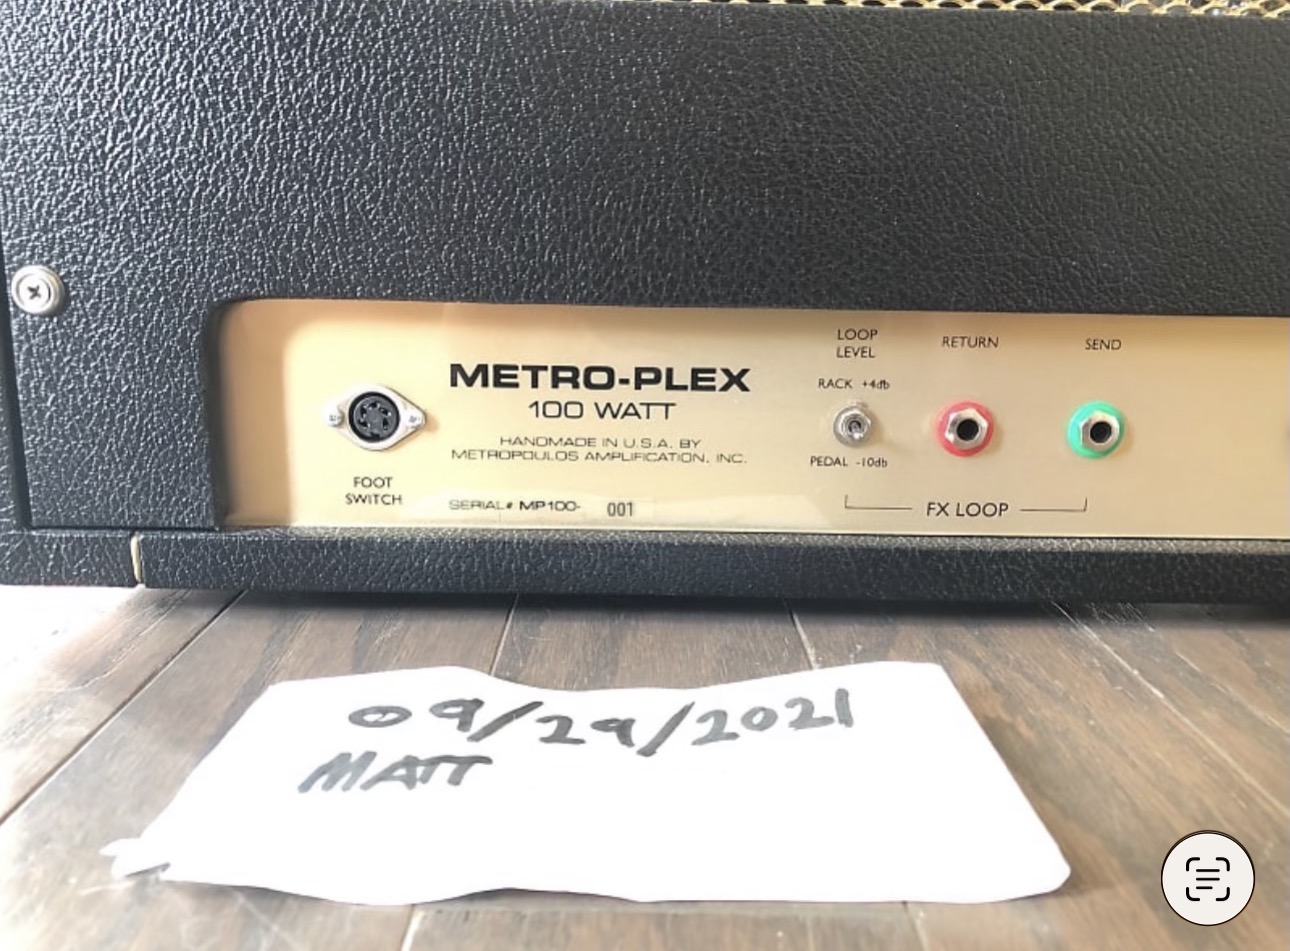 METRO-PLEX
100 WATT
HANDMADE IN U.S.A. BY
METROPOULOS AMPLIFICATION, INC.
SERIAL# MP100- 001
FOOT
SWITCH
LOOP
LEVEL
RACK +4db
PEDAL -10db
RETURN
SEND
FX LOOP
09/29/2021
MATT